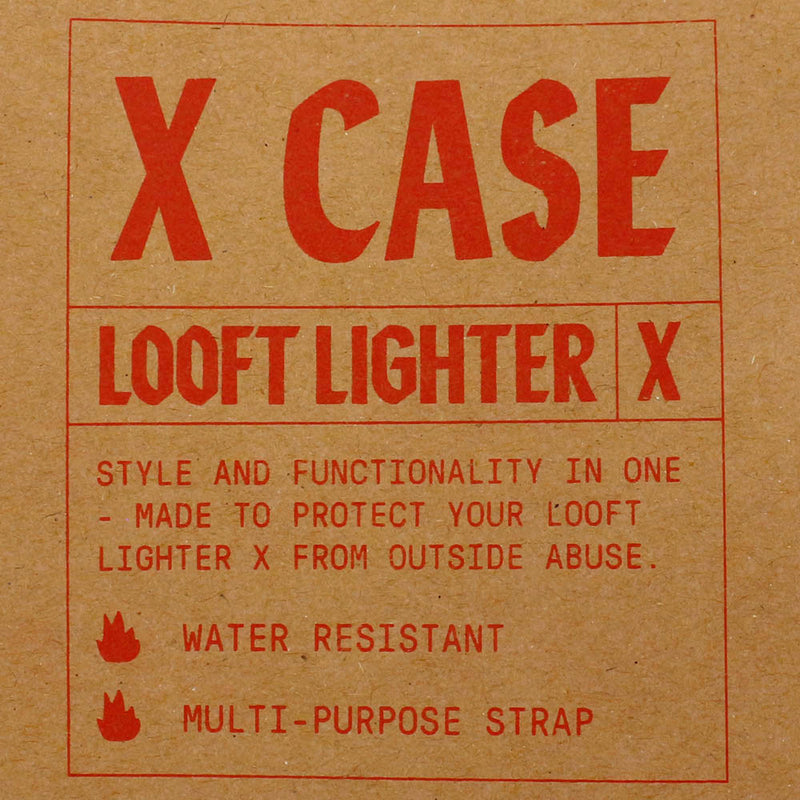 X CASE
LOOFT LIGHTER X
STYLE AND FUNCTIONALITY IN ONE
- MADE TO PROTECT YOUR LOOFT
LIGHTER X FROM OUTSIDE ABUSE.
WATER RESISTANT
MULTI-PURPOSE STRAP